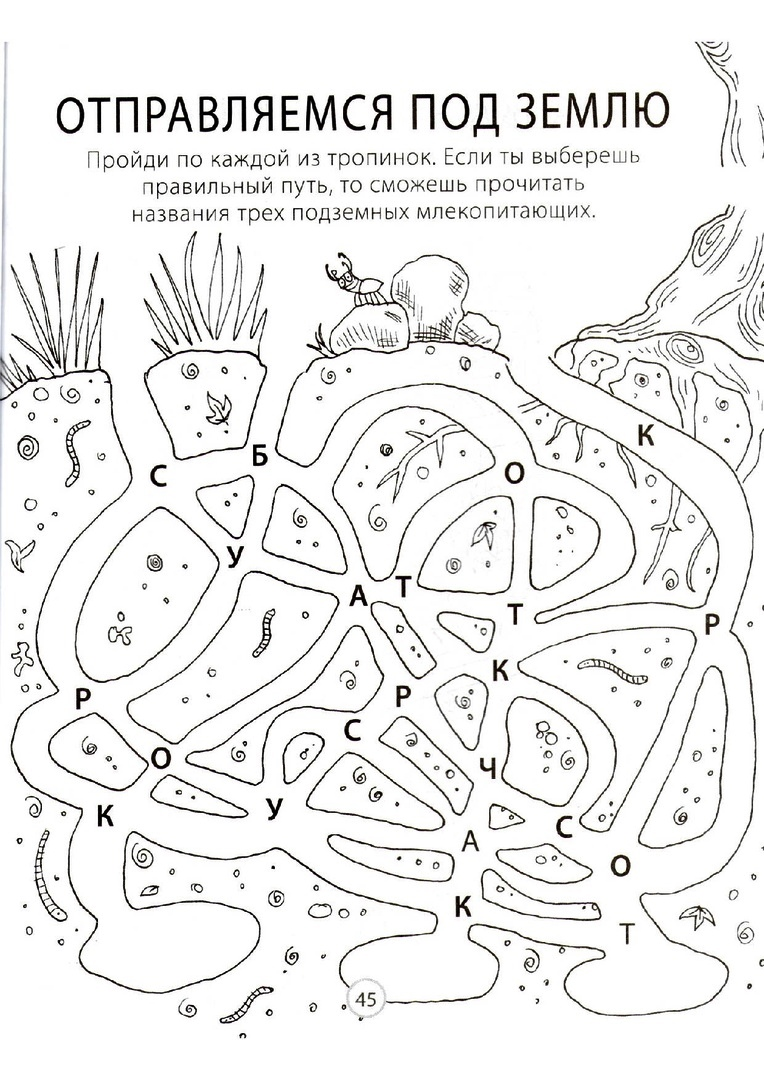 ОТПРАВЛЯЕМСЯ ПОД ЗЕМЛЮ
Пройди по каждой из тропинок. Если ты выберешь
правильный путь, то сможешь прочитать
названия трех подземных млекопитающих.
К
Б
С
О
У
А Т
Т
Р
К
Р
Р
С
О
Ч
У
К
С
А
О
К
Т
45